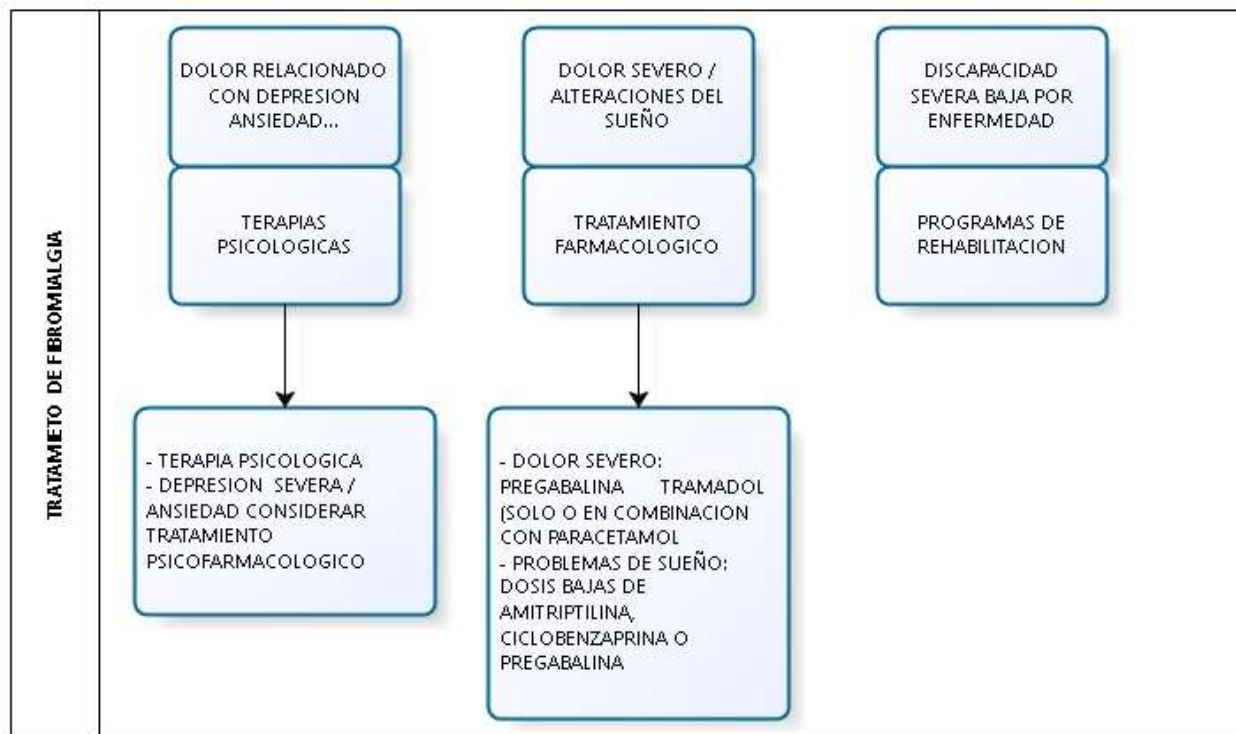 TRATAMIETO DE FIBROMIALGIA
DOLOR RELACIONADO
CON DEPRESION
ANSIEDAD...
TERAPIAS
PSICOLOGICAS
- TERAPIA PSICOLOGICA
- DEPRESION SEVERA /
ANSIEDAD CONSIDERAR
TRATAMIENTO
PSICOFARMACOLOGICO
DOLOR SEVERO /
ALTERACIONES DEL
SUEÑO
TRATAMIENTO
FARMACOLOGICO
- DOLOR SEVERO:
PREGABALINA TRAMADOL
(SOLO O EN COMBINACION
CON PARACETAMOL
- PROBLEMAS DE SUEÑO:
DOSIS BAJAS DE
AMITRIPTILINA,
CICLOBENZAPRINA O
PREGABALINA
DISCAPACIDAD
SEVERA BAJA POR
ENFERMEDAD
PROGRAMAS DE
REHABILITACION